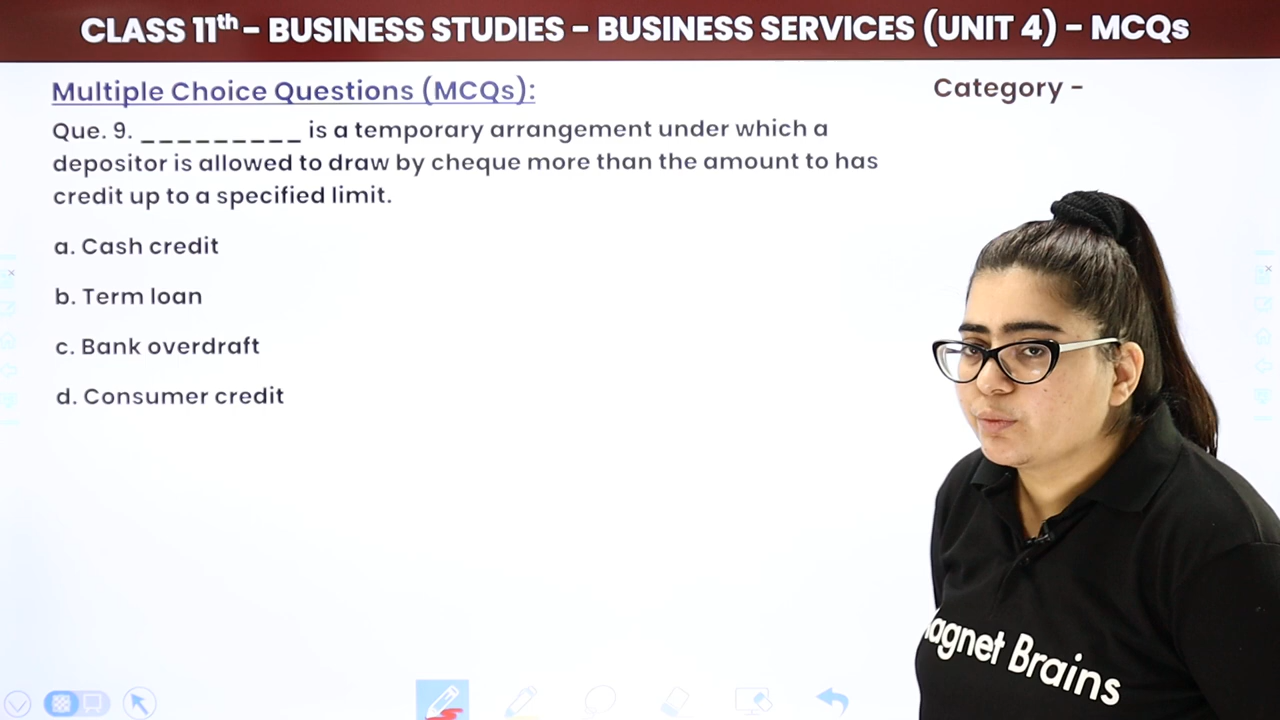 CLASS 11th – BUSINESS STUDIES – BUSINESS SERVICES (UNIT 4) – MCQs
Multiple Choice Questions (MCQs):
Category –
Que. 9. _________ is a temporary arrangement under which a
depositor is allowed to draw by cheque more than the amount to has
credit up to a specified limit.
a. Cash credit
b. Term loan
c. Bank overdraft
d. Consumer credit
agnet Brains